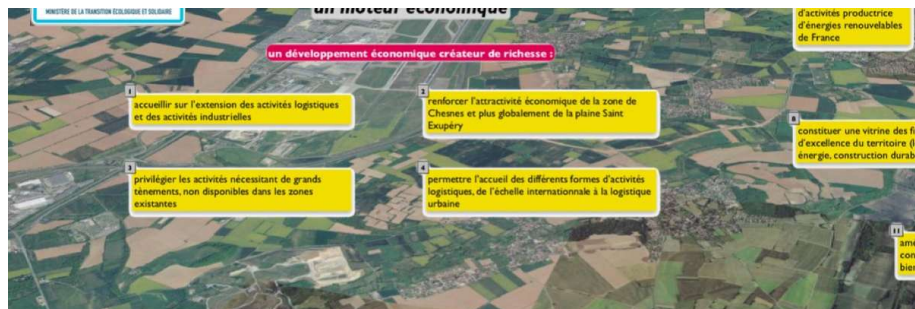 MINISTÈRE DE LA TRANSITION ÉCOLOGIQUE ET SOLIDAIRE
un moteur économique
d'activités productrice
d'énergies renouvelables
de France
un développement économique créateur de richesse :
1
accueillir sur l'extension des activités logistiques
et des activités industrielles
2
renforcer l'attractivité économique de la zone de
Chesnes et plus globalement de la plaine Saint
Exupéry
8
constituer une vitrine des fi
d'excellence du territoire (l
énergie, construction durab
3
privilégier les activités nécessitant de grands
tènements, non disponibles dans les zones
existantes
4
permettre l'accueil des différents formes d'activités
logistiques, de l'échelle internationnale à la logistique
urbaine
11
amé
con
bien